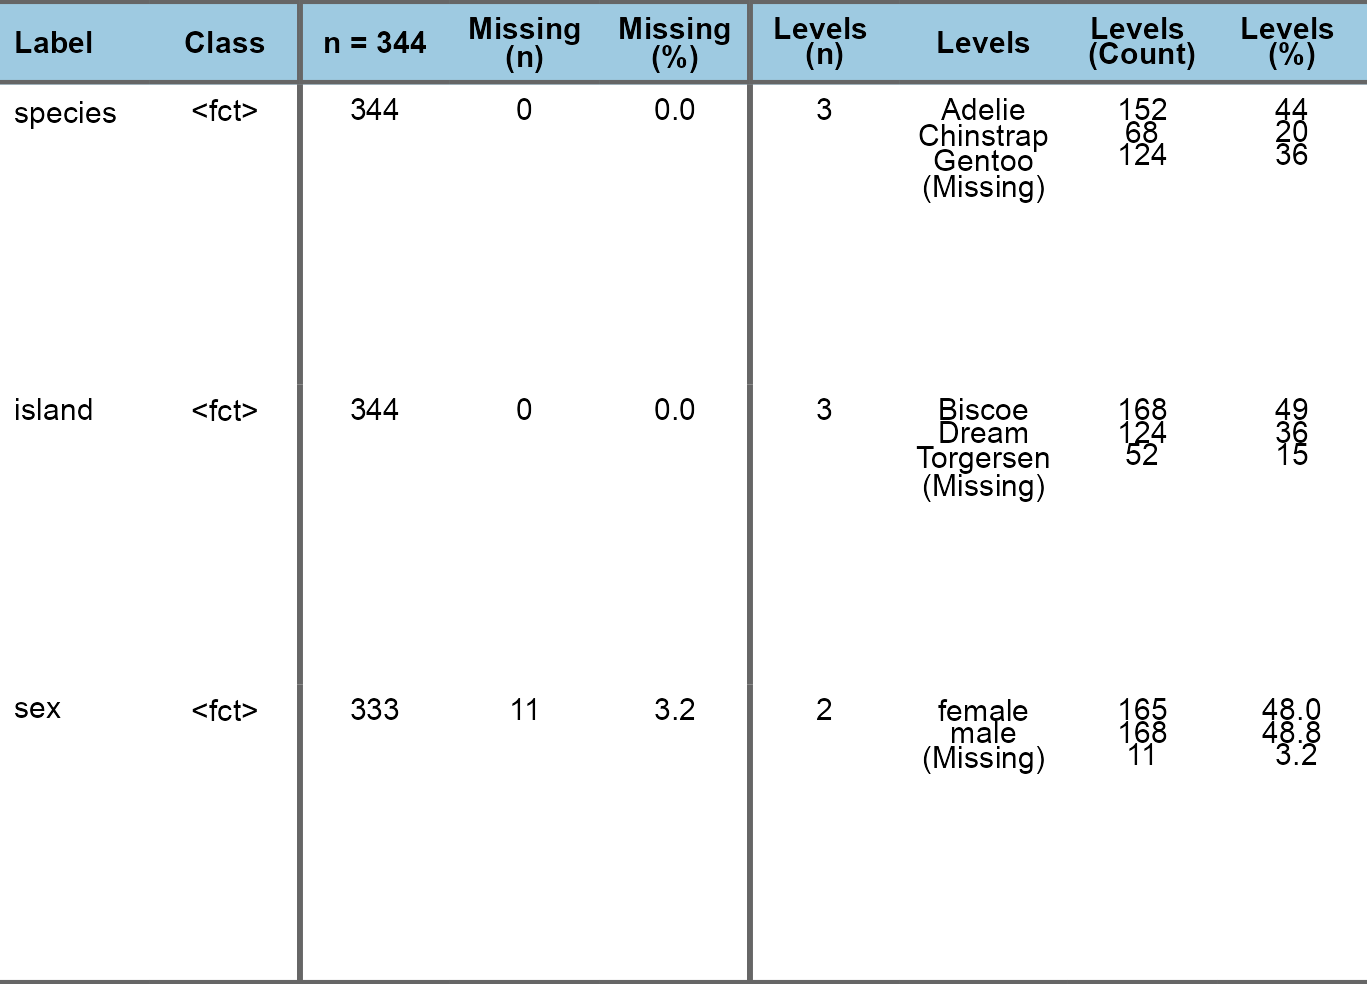 Label Class n = 344 Missing (n) Missing (%) Levels (n) Levels Levels (Count) Levels (%)
species <fct> 344 0 0.0 3 Adelie 152 44
Chinstrap 68 20
Gentoo 124 36
(Missing)
island <fct> 344 0 0.0 3 Biscoe 168 49
Dream 124 36
Torgersen 52 15
(Missing)
sex <fct> 333 11 3.2 2 female 165 48.0
male 168 48.8
(Missing) 11 3.2